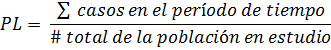 PL = ∑ casos en el período de tiempo
# total de la población en estudio